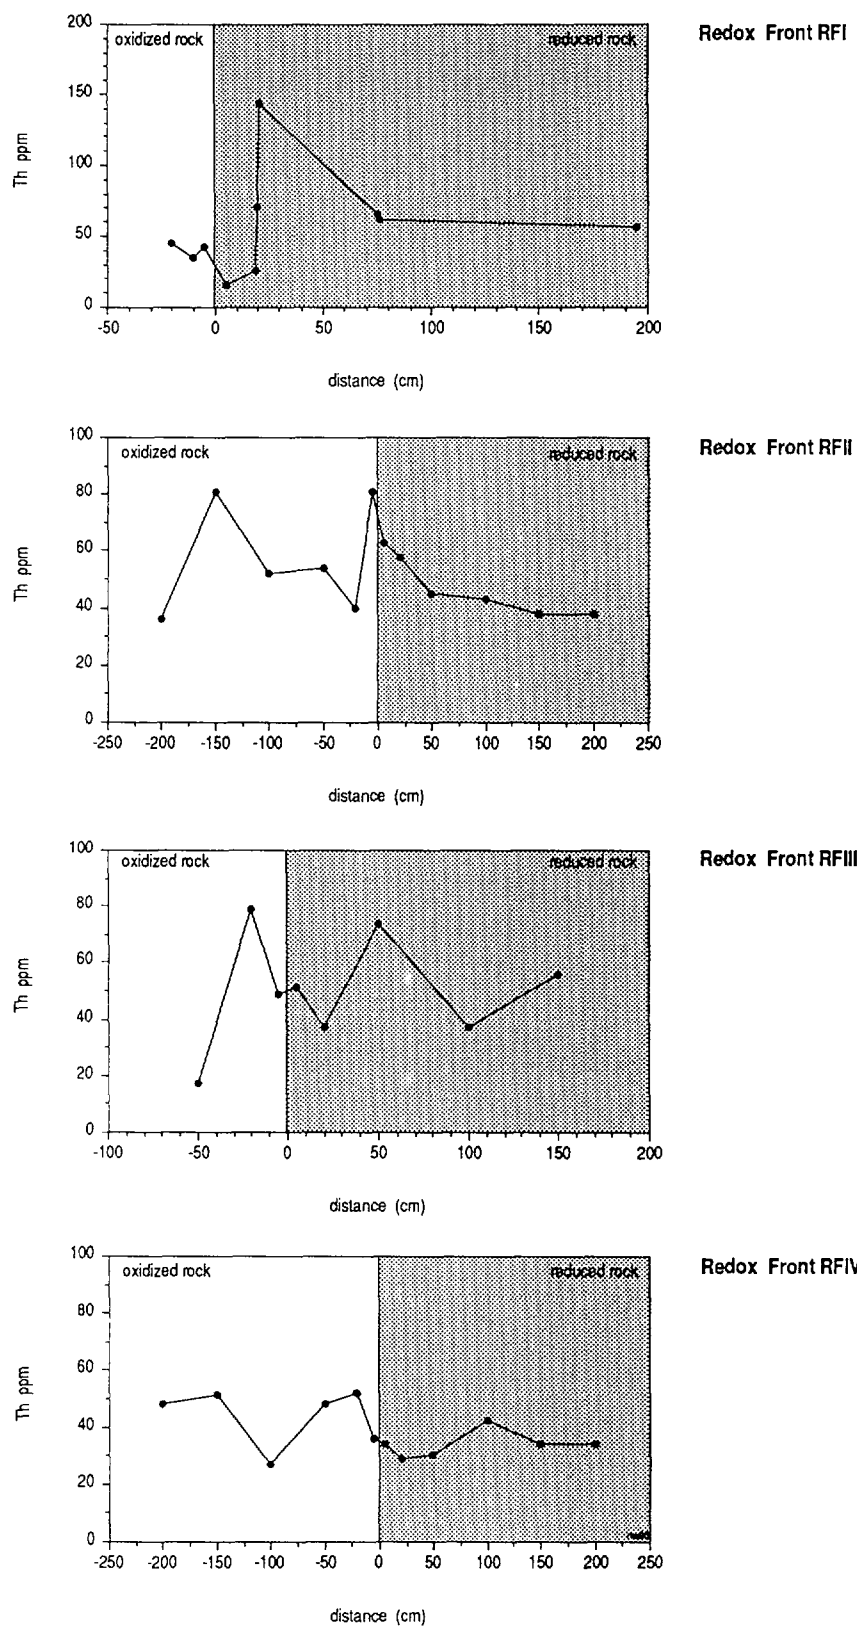 Redox Front RFI
oxidized rock reduced rock
200
150
100
50
0
Th ppm
-50 0 50 100 150 200
distance (cm)
Redox Front RFII
oxidized rock reduced rock
100
80
60
40
20
0
Th ppm
-250 -200 -150 -100 -50 0 50 100 150 200 250
distance (cm)
Redox Front RFIII
oxidized rock reduced rock
100
80
60
40
20
0
Th ppm
-100 -50 0 50 100 150 200
distance (cm)
Redox Front RFIV
oxidized rock reduced rock
100
80
60
40
20
0
Th ppm
-250 -200 -150 -100 -50 0 50 100 150 200 250
distance (cm)